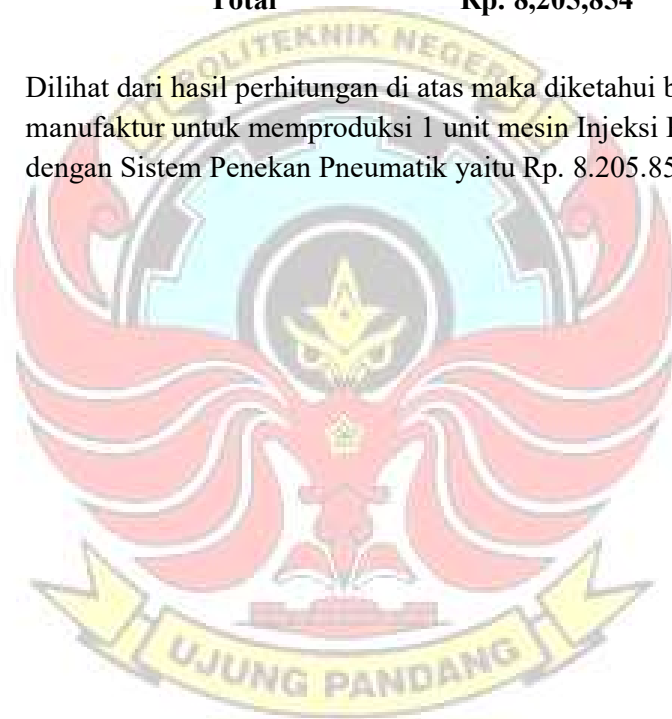 Total Rp. 8,205,854
POLITEKNIK NEGERI
Dilihat dari hasil perhitungan di atas maka diketahui b
manufaktur untuk memproduksi 1 unit mesin Injeksi
dengan Sistem Penekan Pneumatik yaitu Rp. 8.205.85
UJUNG PANDANG